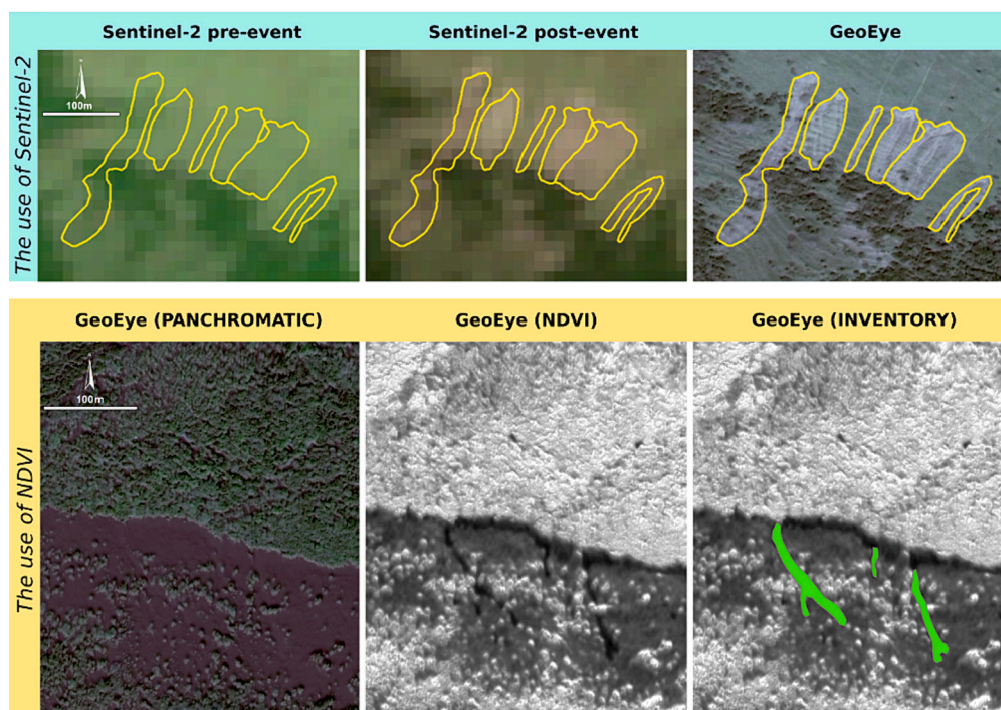 Sentinel-2 pre-event
Sentinel-2 post-event
GeoEye
The use of Sentinel-2
100m
GeoEye (PANCHROMATIC)
GeoEye (NDVI)
GeoEye (INVENTORY)
The use of NDVI
100m